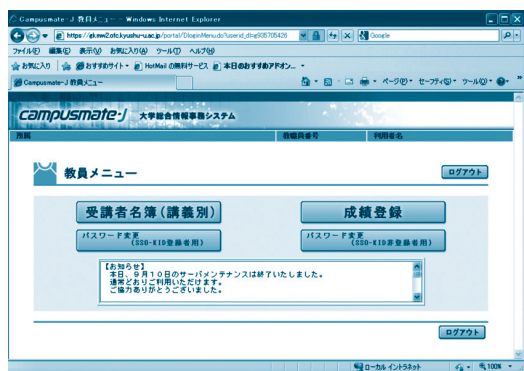 Campusmate-J 教員メニュー - Windows Internet Explorer
Google
ファイル(F) 編集(E) 表示(V) お気に入り(A) ツール(T) ヘルプ(H)
お気に入り おすすめサイト HotMail の無料サービス 本日のおすすめアドオン...
Campusmate-J 教員メニュー ページ(P) セーフティ(S) ツール(O)
campusmate-J 大学総合情報事務システム
所属 教職員番号 利用者名
教員メニュー ログアウト
受講者名簿(講義別) 成績登録
パスワード変更 パスワード変更
(SSO-KID登録者用) (SSO-KID非登録者用)
【お知らせ】
本日、9月10日のサーバメンテナンスは終了いたしました。
通常どおりご利用いただけます。
ご協力ありがとうございました。
ログアウト
ローカル イントラネット 100%